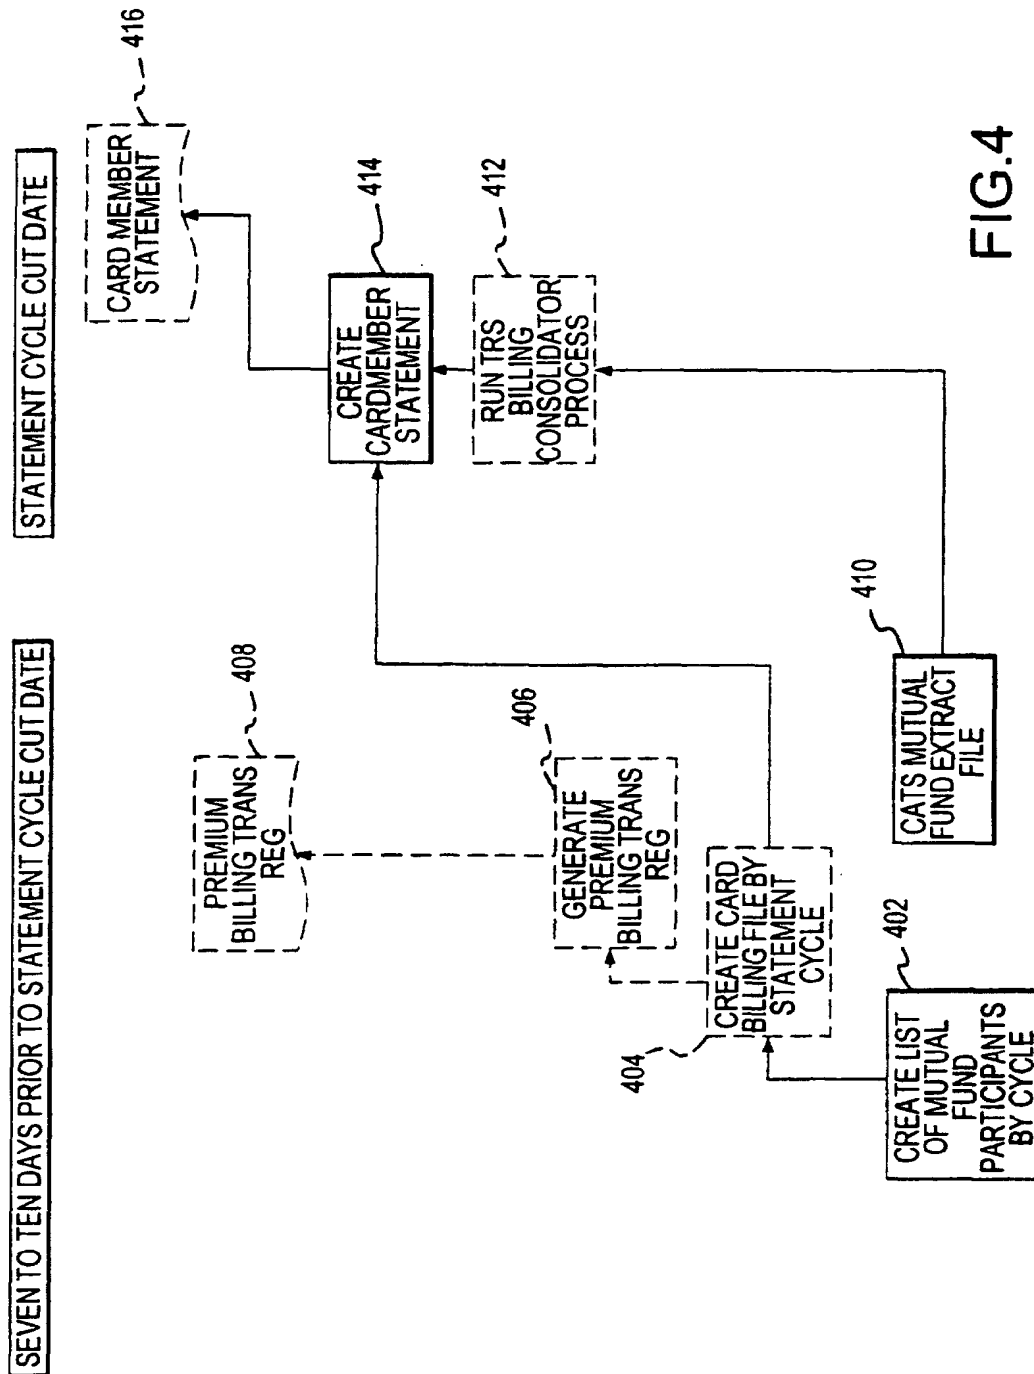 SEVEN TO TEN DAYS PRIOR TO STATEMENT CYCLE CUT DATE
STATEMENT CYCLE CUT DATE
PREMIUM
BILLING TRANS
REG
408
CARD MEMBER
STATEMENT
416
GENERATE
PREMIUM
BILLING TRANS
REG
406
CREATE
CARDMEMBER
STATEMENT
414
404
CREATE CARD
BILLING FILE BY
STATEMENT
CYCLE
RUN TRS
BILLING
CONSOLIDATOR
PROCESS
412
CREATE LIST
OF MUTUAL
FUND
PARTICIPANTS
BY CYCLE
402
CATS MUTUAL
FUND EXTRACT
FILE
410
FIG.4